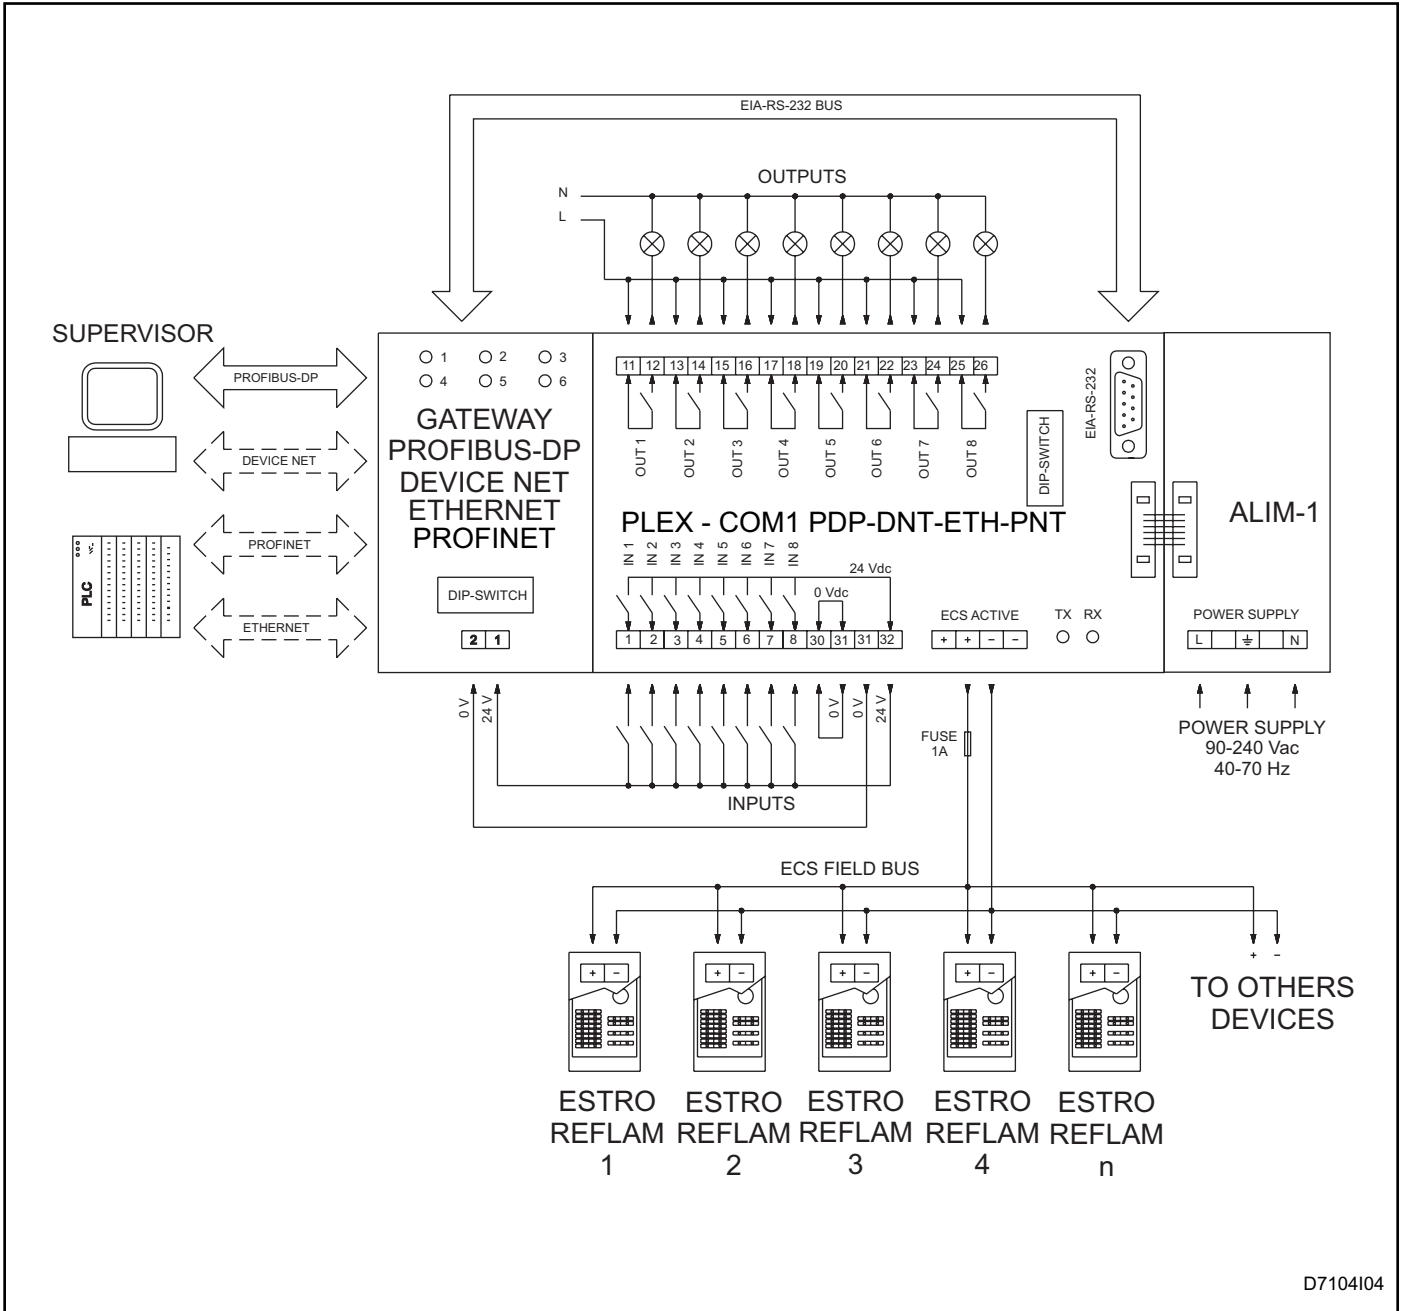 EIA-RS-232 BUS
OUTPUTS
N
L
SUPERVISOR
PROFIBUS-DP
DEVICE NET
PROFINET
ETHERNET
PLC
1 2 3
4 5 6
GATEWAY
PROFIBUS-DP
DEVICE NET
ETHERNET
PROFINET
DIP-SWITCH
2 1
0 V
24 V
11 12 13 14 15 16 17 18 19 20 21 22 23 24 25 26
OUT 1
OUT 2
OUT 3
OUT 4
OUT 5
OUT 6
OUT 7
OUT 8
DIP-SWITCH
EIA-RS-232
PLEX - COM1 PDP-DNT-ETH-PNT
IN 1
IN 2
IN 3
IN 4
IN 5
IN 6
IN 7
IN 8
24 Vdc
0 Vdc
1 2 3 4 5 6 7 8 30 31 31 32
ECS ACTIVE
+ + − −
TX RX
ALIM-1
POWER SUPPLY
L N
POWER SUPPLY
90-240 Vac
40-70 Hz
0 V
0 V
24 V
FUSE
1A
INPUTS
ECS FIELD BUS
+ −
+ −
+ −
+ −
+ −
+ −
TO OTHERS
DEVICES
ESTRO
REFLAM
1
ESTRO
REFLAM
2
ESTRO
REFLAM
3
ESTRO
REFLAM
4
ESTRO
REFLAM
n
D7104I04